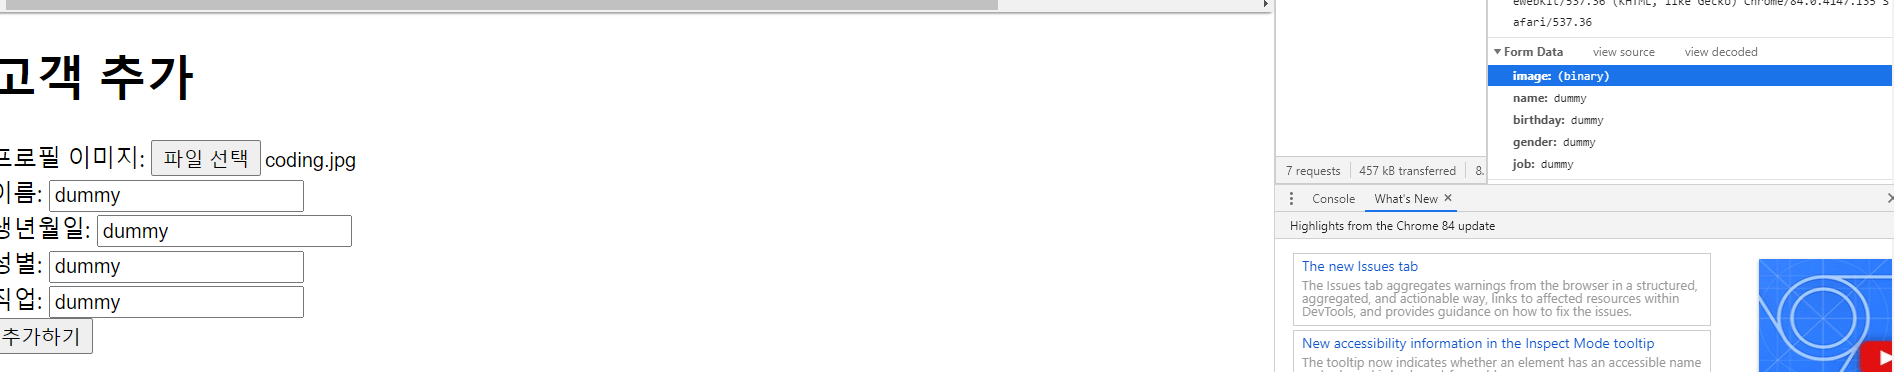 고객 추가
프로필 이미지: 파일 선택 coding.jpg
이름: dummy
생년월일: dummy
성별: dummy
직업: dummy
추가하기
eWebKit/537.36 (KHTML, like Gecko) Chrome/84.0.4147.135 S
afari/537.36
Form Data view source view decoded
image: (binary)
name: dummy
birthday: dummy
gender: dummy
job: dummy
7 requests 457 kB transferred 8.
Console What's New
Highlights from the Chrome 84 update
The new Issues tab
The Issues tab aggregates warnings from the browser in a structured,
aggregated, and actionable way, links to affected resources within
DevTools, and provides guidance on how to fix the issues.
New accessibility information in the Inspect Mode tooltip
The tooltip now indicates whether an element has an accessible name